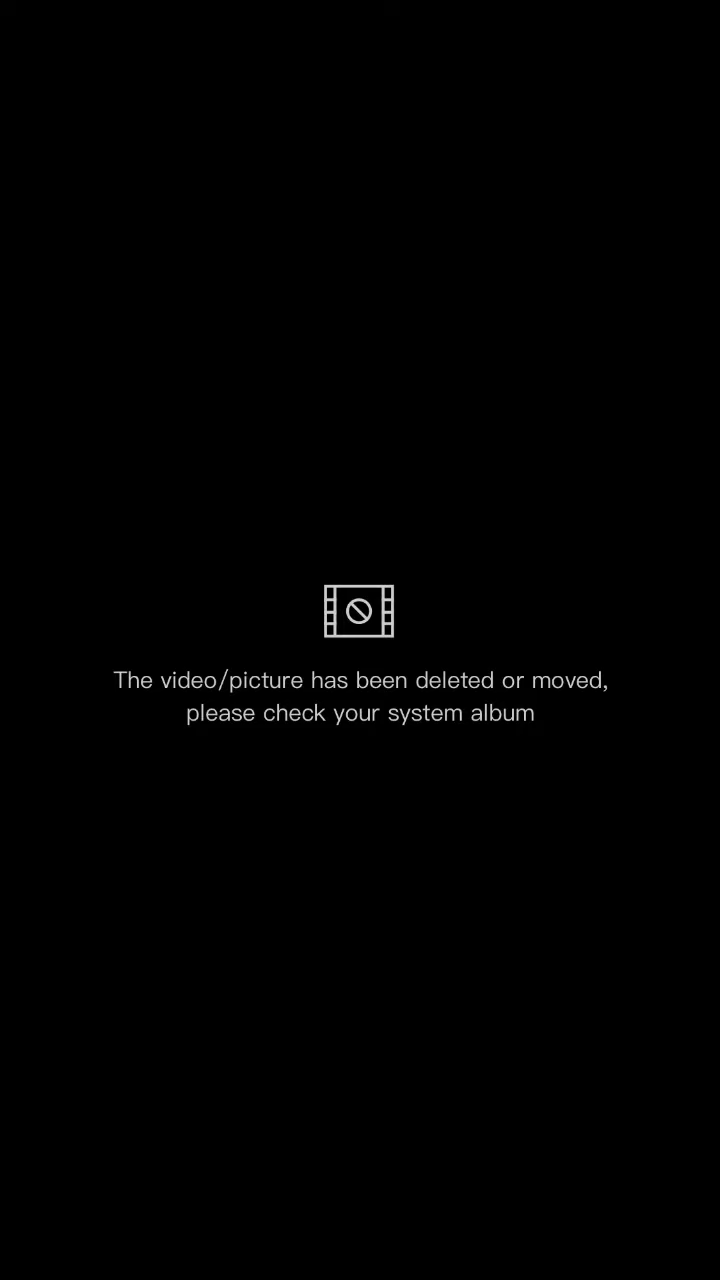 The video/picture has been deleted or moved,
please check your system album